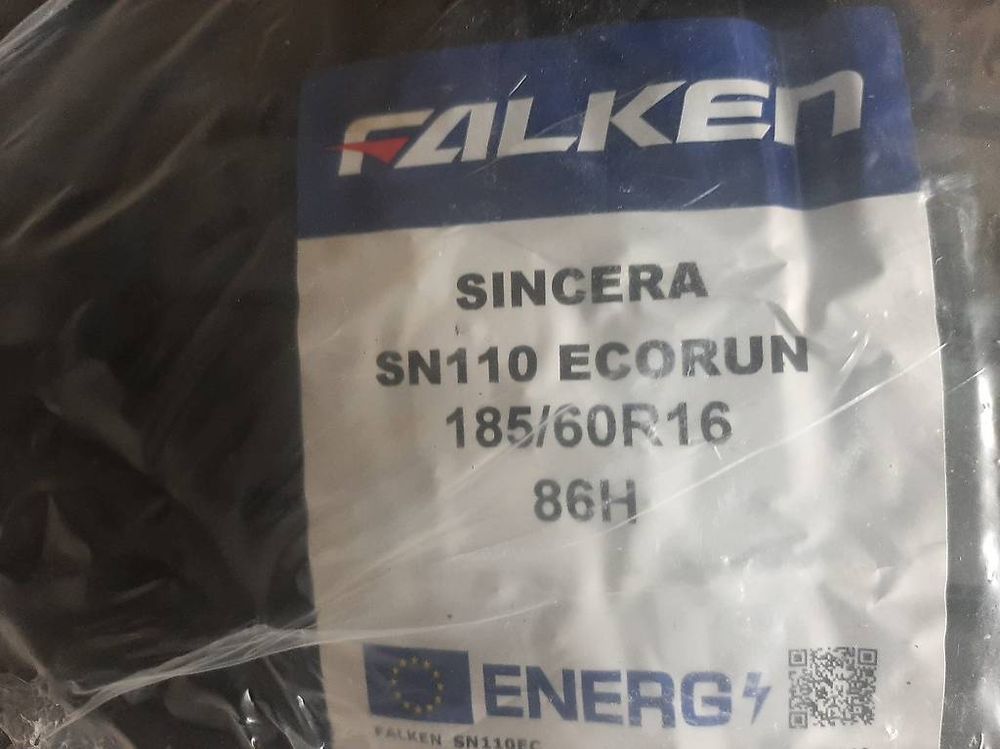 FALKEN
SINCERA
SN110 ECORUN
185/60R16
86H
ENERG
FALKEN SN110EC